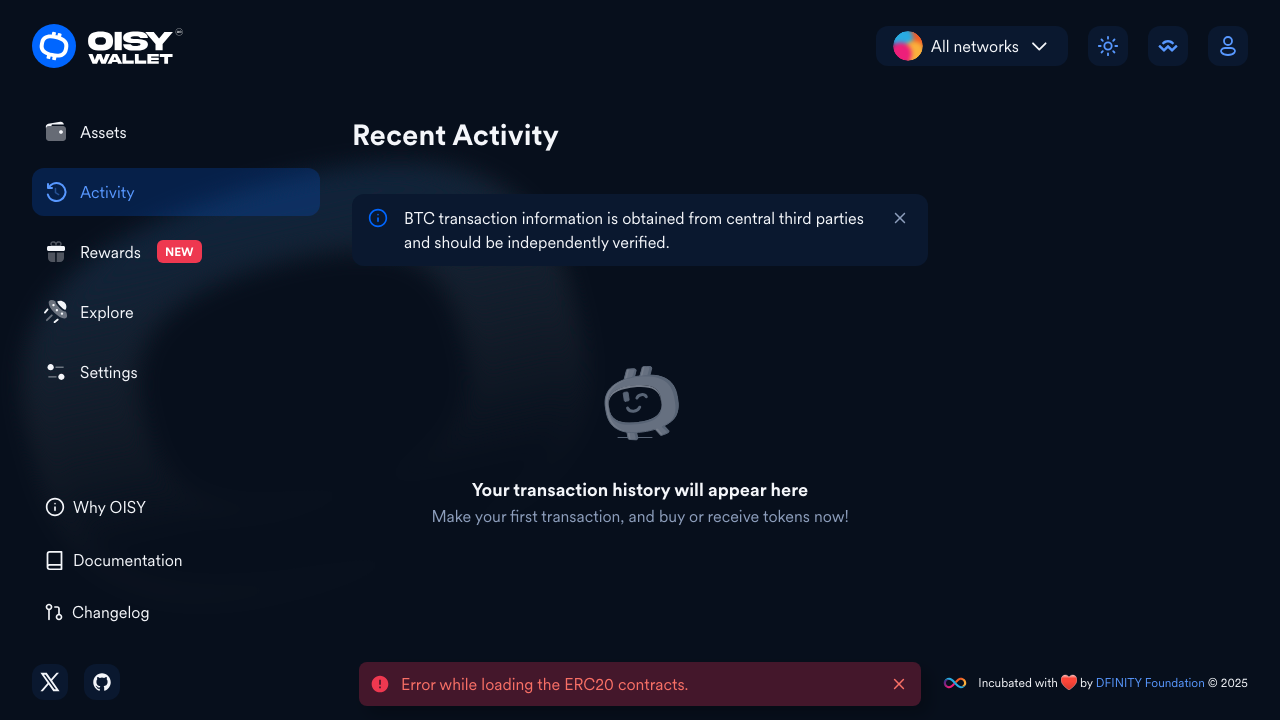 OISY
WALLET
All networks
Assets
Activity
Rewards NEW
Explore
Settings
Why OISY
Documentation
Changelog
Recent Activity
BTC transaction information is obtained from central third parties
and should be independently verified.
Your transaction history will appear here
Make your first transaction, and buy or receive tokens now!
Error while loading the ERC20 contracts.
Incubated with ❤️ by DFINITY Foundation © 2025